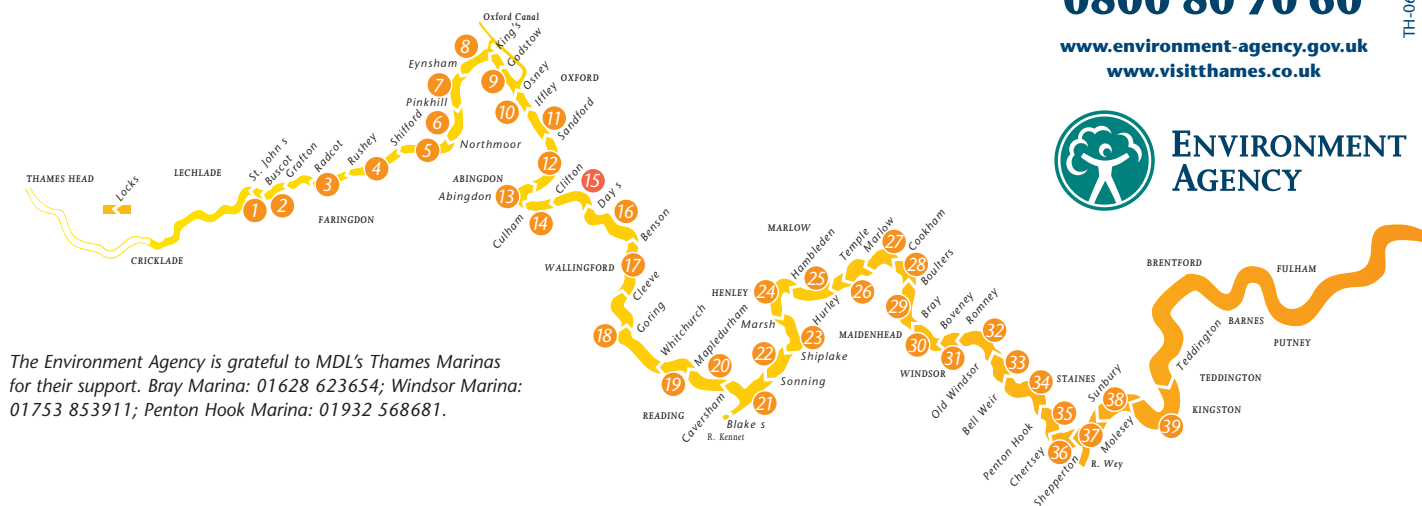 0800 80 70 60
TH-06
www.environment-agency.gov.uk
www.visitthames.co.uk
ENVIRONMENT
AGENCY
THAMES HEAD
Locks
CRICKLADE
LECHLADE
St. John s
Buscot
Grafton
Radcot
Rushey
Shifford
FARINGDON
1
2
3
4
5
6
7
8
Northmoor
Pinkhill
Eynsham
Oxford Canal
King's
Godstow
Osney
Iffley
OXFORD
Sandford
9
10
11
12
ABINGDON
Abingdon
13
Culham
14
Clifton
15
Day s
16
Benson
WALLINGFORD
17
Cleeve
18
Goring
Whitchurch
19
Mapledurham
20
READING
Caversham
Blake s
R. Kennet
21
Sonning
22
Shiplake
23
Marsh
HENLEY
24
Hambleden
25
Hurley
MARLOW
Temple
26
Marlow
27
Cookham
28
Boulters
29
MAIDENHEAD
Bray
30
Boveney
31
WINDSOR
Romney
32
Old Windsor
33
Bell Weir
34
STAINES
Penton Hook
35
Chertsey
36
Shepperton
37
R. Wey
Sunbury
38
Molesey
39
KINGSTON
TEDDINGTON
Teddington
BRENTFORD
FULHAM
BARNES
PUTNEY
The Environment Agency is grateful to MDL's Thames Marinas
for their support. Bray Marina: 01628 623654; Windsor Marina:
01753 853911; Penton Hook Marina: 01932 568681.